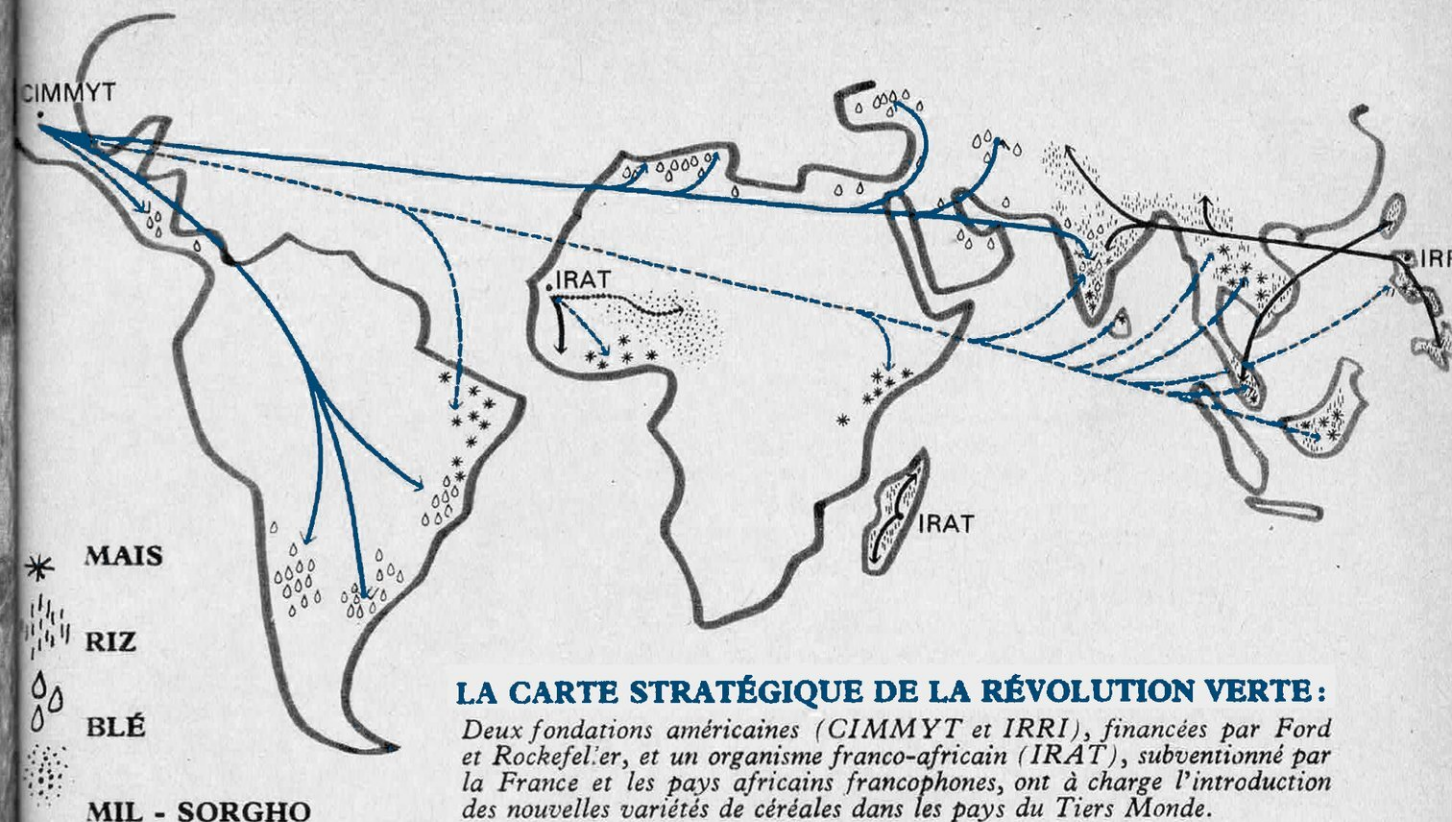 CIMMYT
IRAT
IRAT
MAIS
RIZ
BLÉ
MIL - SORGHO
LA CARTE STRATÉGIQUE DE LA RÉVOLUTION VERTE :
Deux fondations américaines (CIMMYT et IRRI), financées par Ford
et Rockefeller, et un organisme franco-africain (IRAT), subventionné par
la France et les pays africains francophones, ont à charge l'introduction
des nouvelles variétés de céréales dans les pays du Tiers Monde.